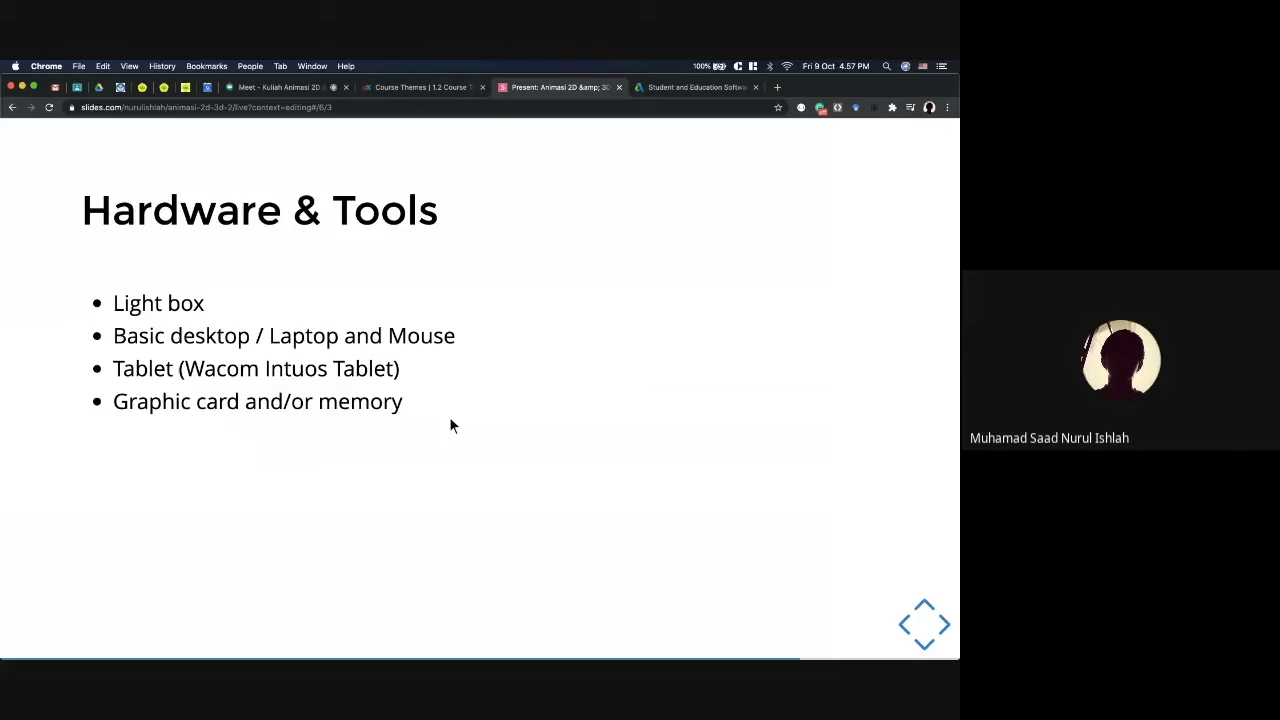 Chrome File Edit View History Bookmarks People Tab Window Help 100% Fri 9 Oct 4.57 PM
Meet - Kuliah Animasi 2D Course Themes | 1.2 Course T Present: Animasi 2D &amp; 3D Student and Education Softwa
slides.com/nurulishlah/animasi-2d-3d-2/live?context=editing#/6/3
Hardware & Tools
Light box
Basic desktop / Laptop and Mouse
Tablet (Wacom Intuos Tablet)
Graphic card and/or memory
Muhamad Saad Nurul Ishlah